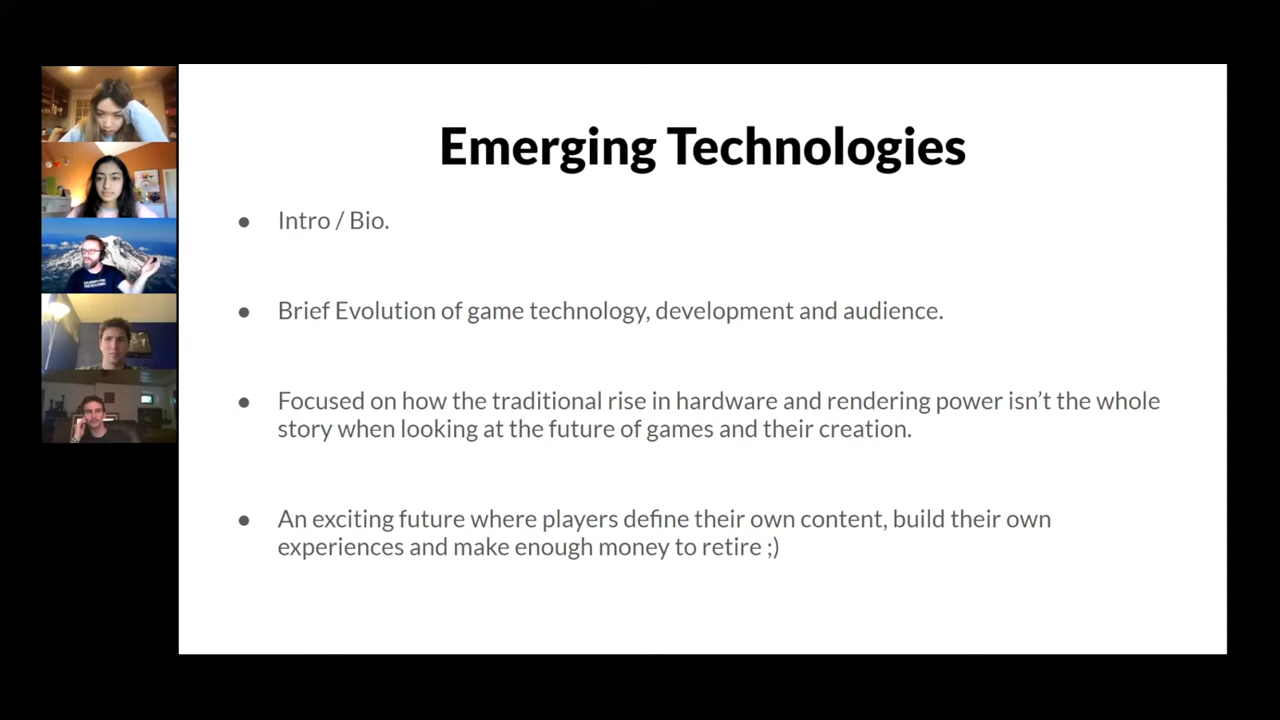 Emerging Technologies
● Intro / Bio.
● Brief Evolution of game technology, development and audience.
● Focused on how the traditional rise in hardware and rendering power isn’t the whole
story when looking at the future of games and their creation.
● An exciting future where players define their own content, build their own
experiences and make enough money to retire ;)